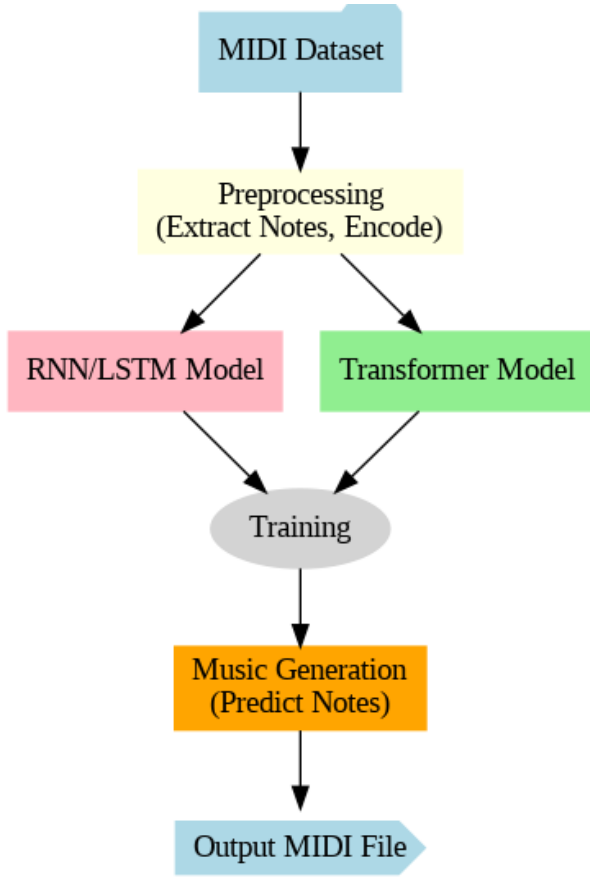 MIDI Dataset
Preprocessing
(Extract Notes, Encode)
RNN/LSTM Model
Transformer Model
Training
Music Generation
(Predict Notes)
Output MIDI File